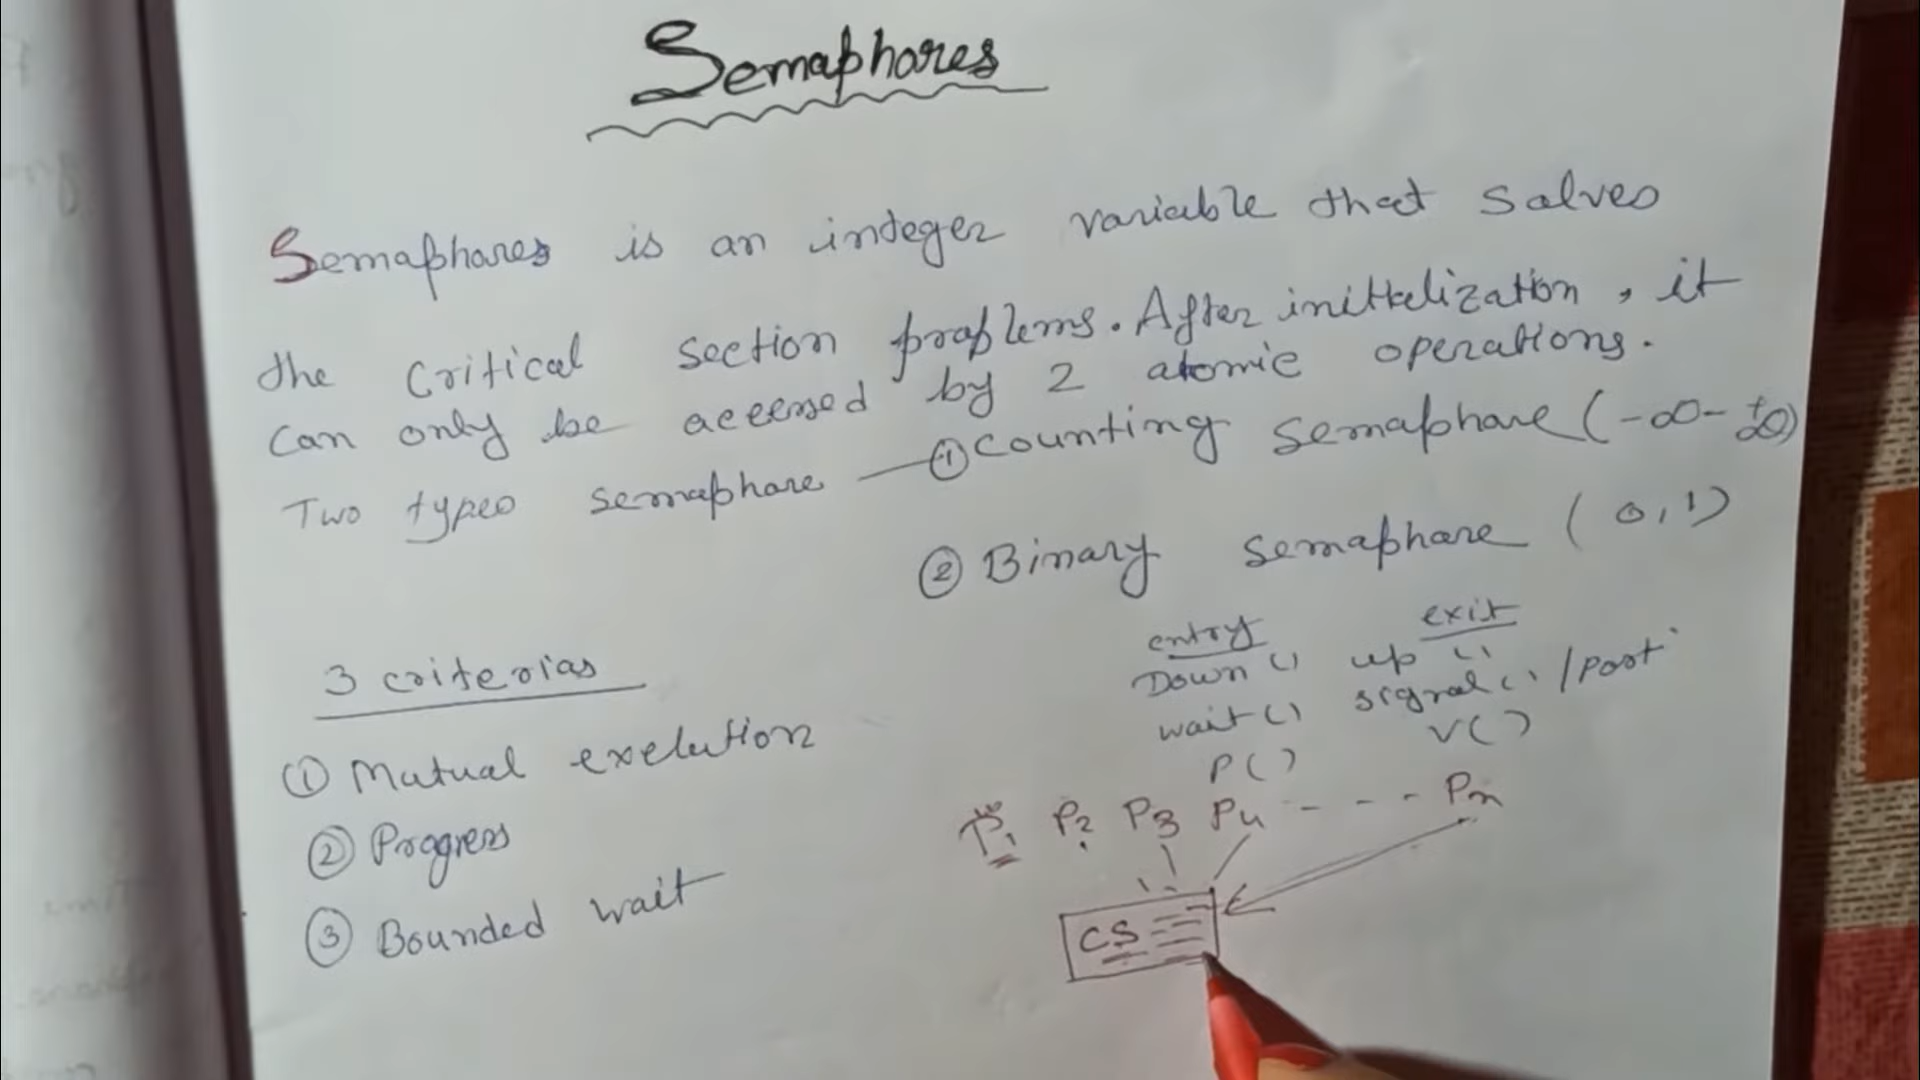 Semaphores
Semaphores is an integer variable that solves
the Critical section problems. After initialization, it
can only be accessed by 2 atomic operations.
Two types semaphore — ① Counting semaphore (-∞ - +∞)
② Binary semaphore (0,1)
3 criterias
① Mutual exclution
② Progress
③ Bounded wait
entry exit
Down () up ()
wait () signal () / post
P() V()
P1 P2 P3 P4 - - - - Pn
CS